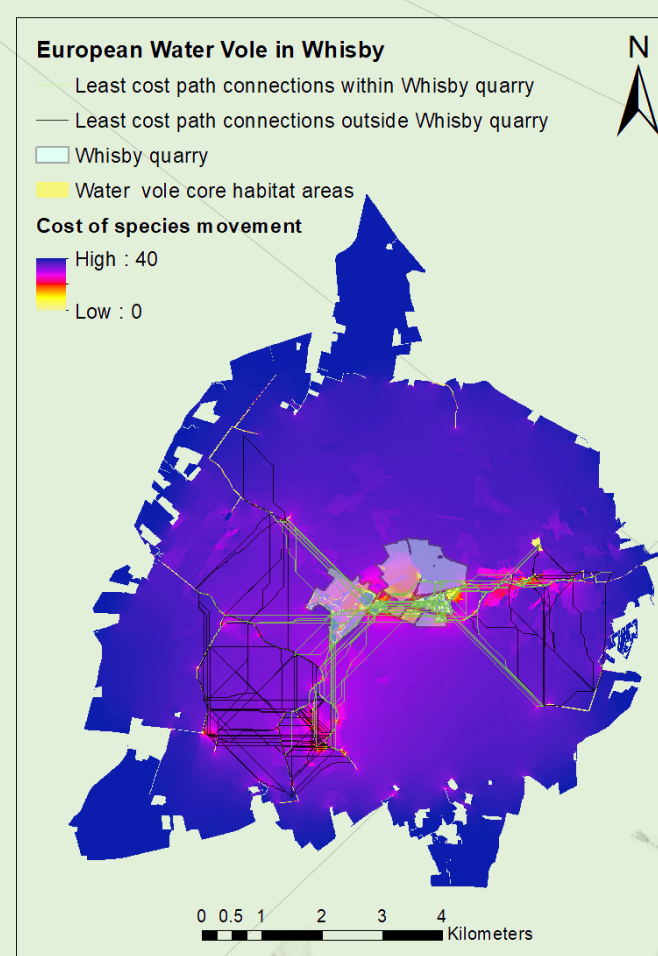 European Water Vole in Whisby
N
Least cost path connections within Whisby quarry
Least cost path connections outside Whisby quarry
Whisby quarry
Water vole core habitat areas
Cost of species movement
High : 40
Low : 0
0 0.5 1 2 3 4
Kilometers